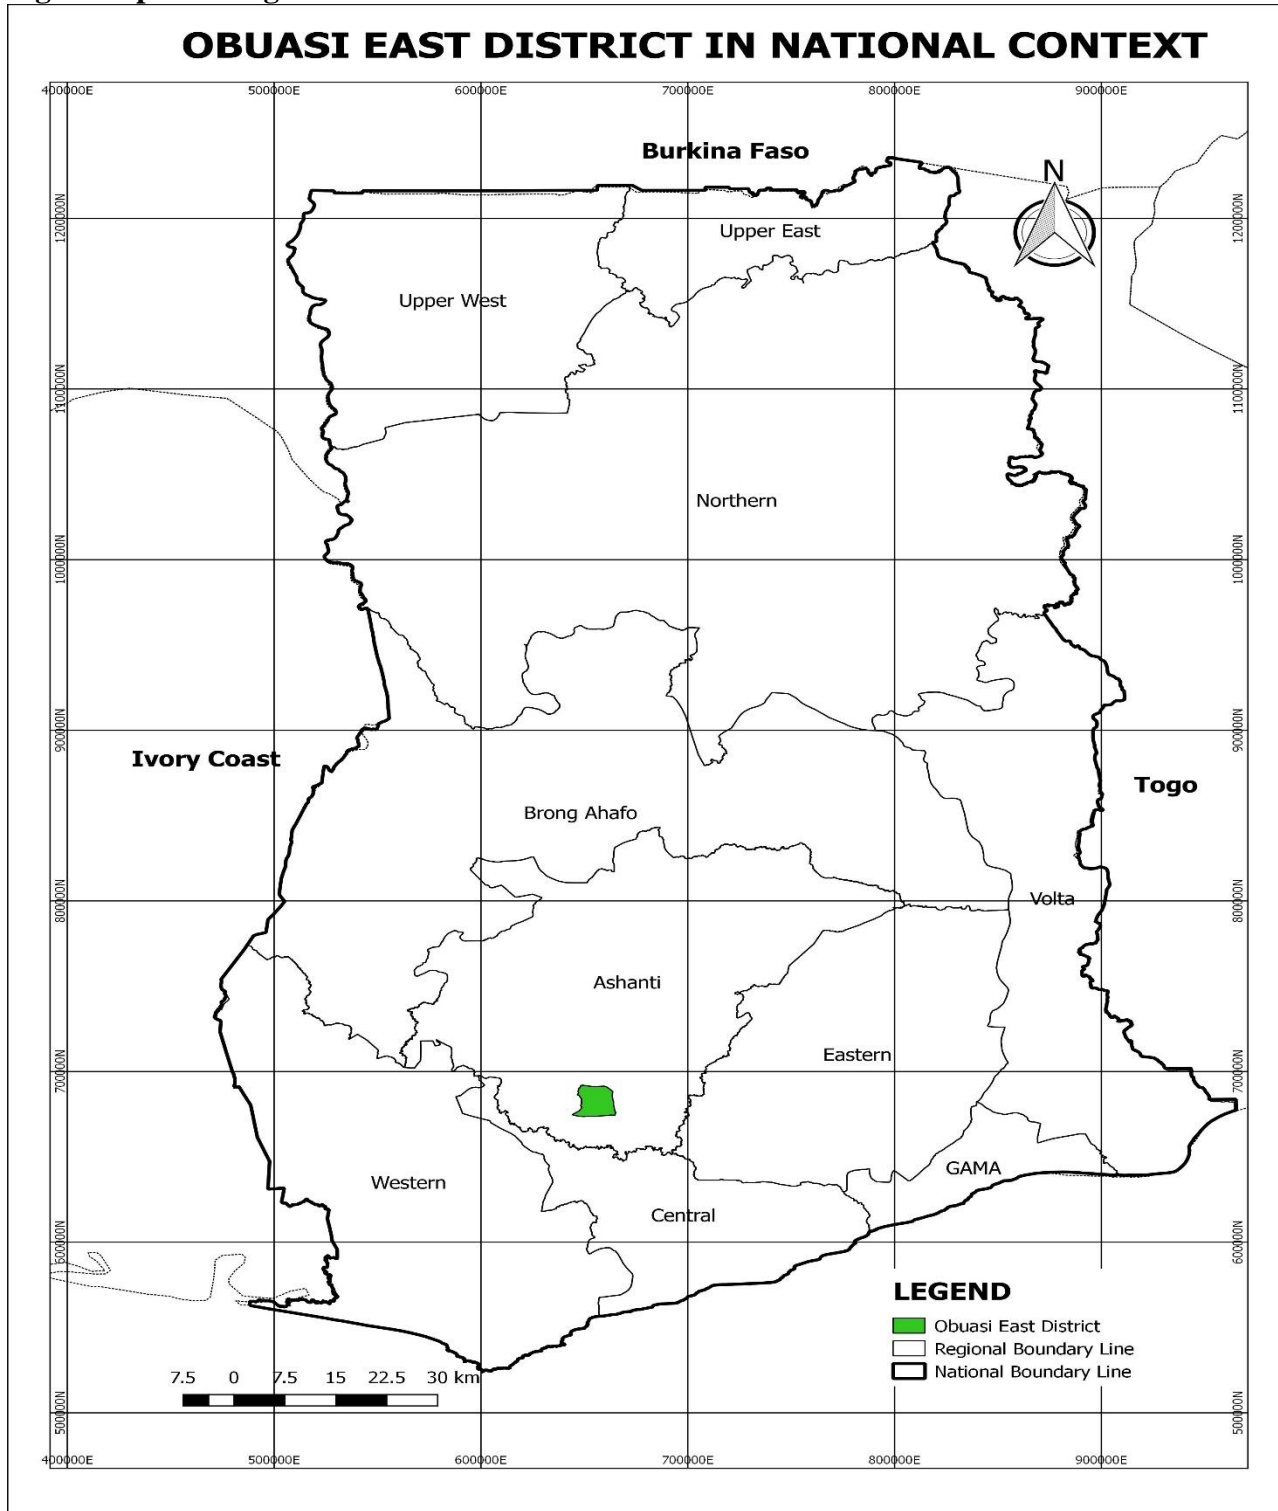 OBUASI EAST DISTRICT IN NATIONAL CONTEXT
400000E 500000E 600000E 700000E 800000E 900000E
Burkina Faso
N
1200000N 1200000N
Upper East
Upper West
1100000N 1100000N
Northern
1000000N 1000000N
900000N 900000N
Ivory Coast
Togo
Brong Ahafo
800000N 800000N
Volta
Ashanti
Eastern
700000N 700000N
GAMA
Western
Central
600000N 600000N
LEGEND
Obuasi East District
Regional Boundary Line
National Boundary Line
7.5 0 7.5 15 22.5 30 km
500000N 500000N
400000E 500000E 600000E 700000E 800000E 900000E